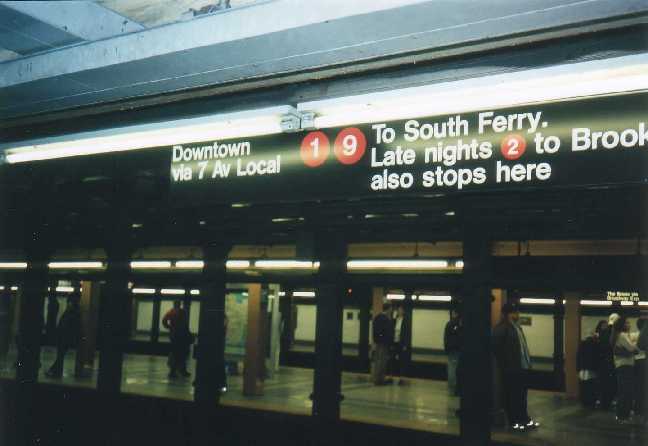 Downtown
via 7 Av Local
1 9
To South Ferry.
Late nights 2 to Brook
also stops here